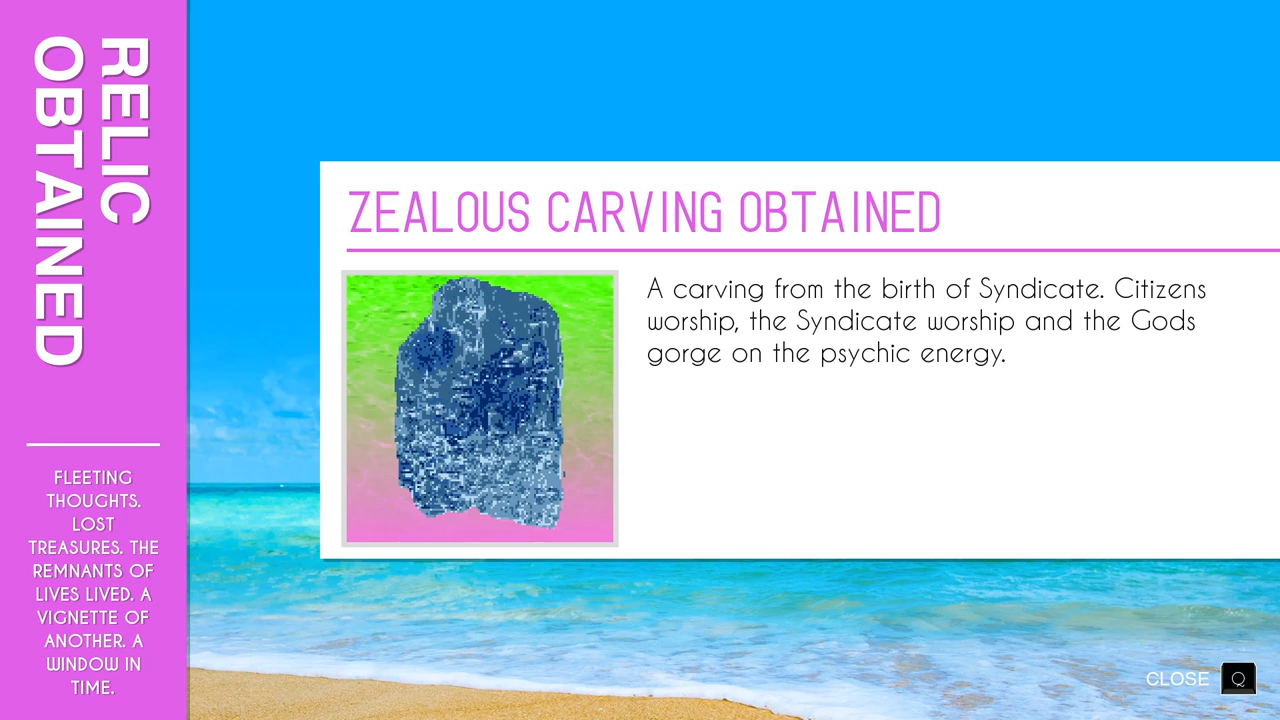 RELIC
OBTAINED
FLEETING
THOUGHTS.
LOST
TREASURES. THE
REMNANTS OF
LIVES LIVED. A
VIGNETTE OF
ANOTHER. A
WINDOW IN
TIME.
ZEALOUS CARVING OBTAINED
A carving from the birth of Syndicate. Citizens
worship, the Syndicate worship and the Gods
gorge on the psychic energy.
CLOSE Q